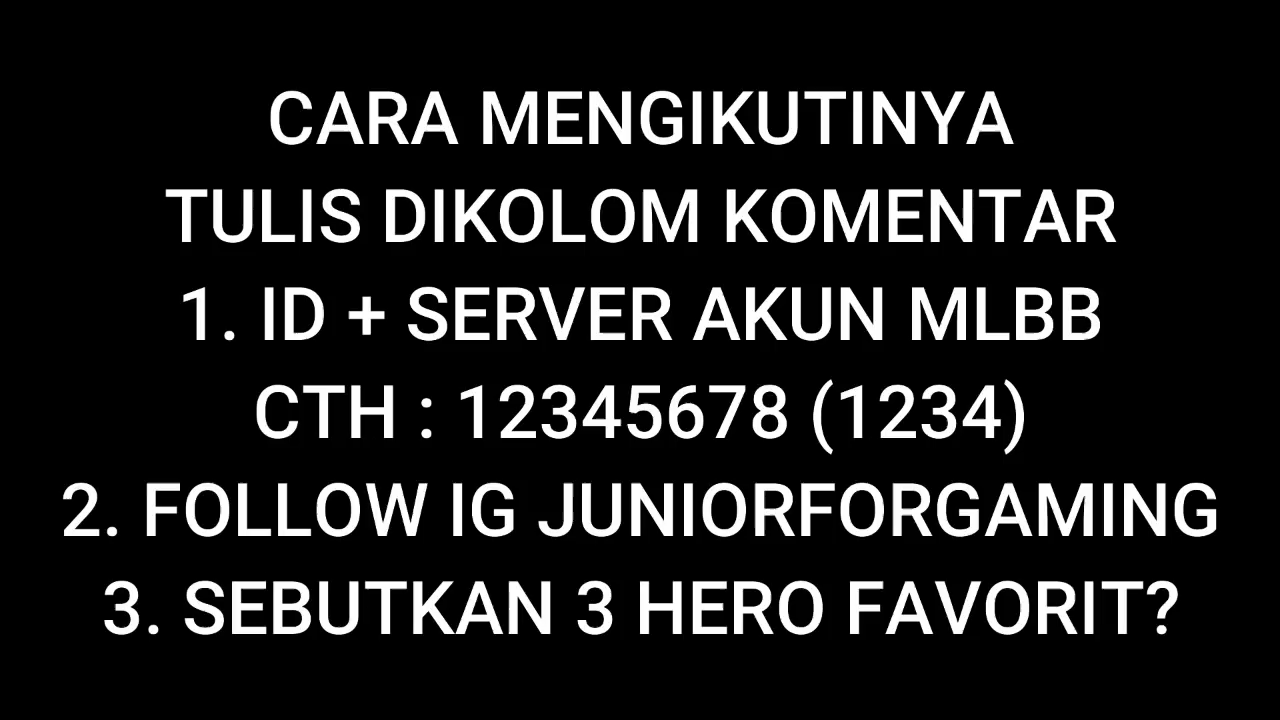 CARA MENGIKUTINYA
TULIS DIKOLOM KOMENTAR
1. ID + SERVER AKUN MLBB
CTH : 12345678 (1234)
2. FOLLOW IG JUNIORFORGAMING
3. SEBUTKAN 3 HERO FAVORIT?